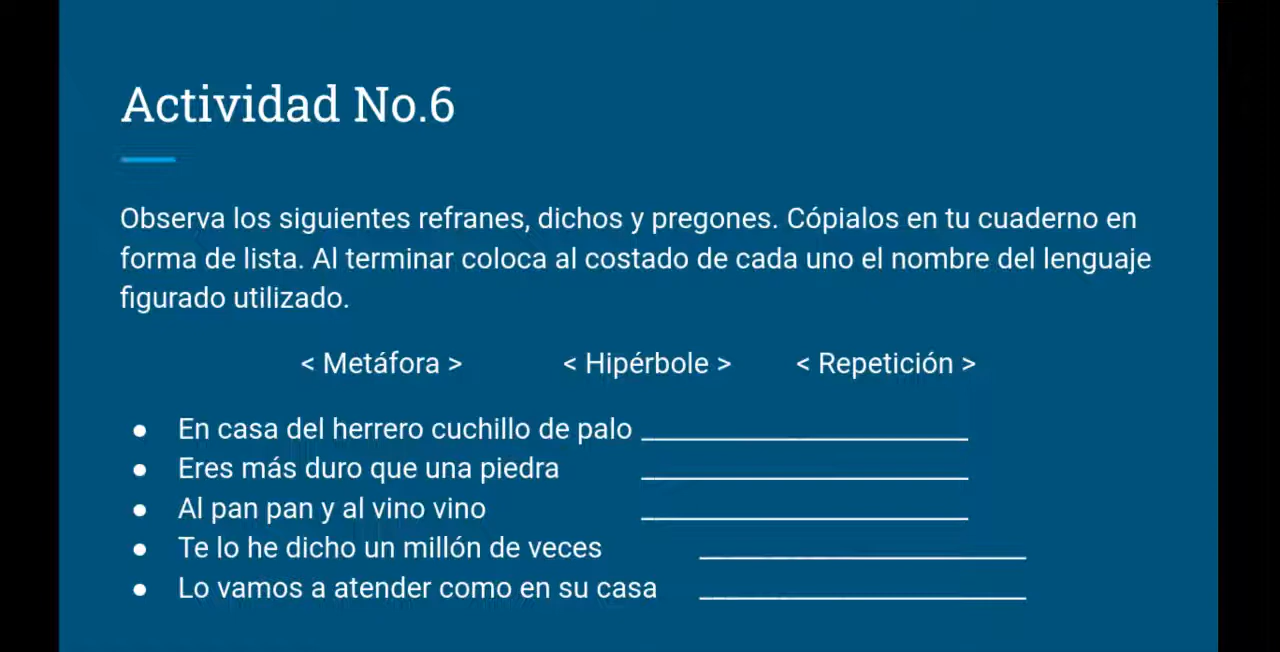 Actividad No.6
Observa los siguientes refranes, dichos y pregones. Cópialos en tu cuaderno en
forma de lista. Al terminar coloca al costado de cada uno el nombre del lenguaje
figurado utilizado.
< Metáfora > < Hipérbole > < Repetición >
● En casa del herrero cuchillo de palo ______________________
● Eres más duro que una piedra ______________________
● Al pan pan y al vino vino ______________________
● Te lo he dicho un millón de veces ______________________
● Lo vamos a atender como en su casa ______________________